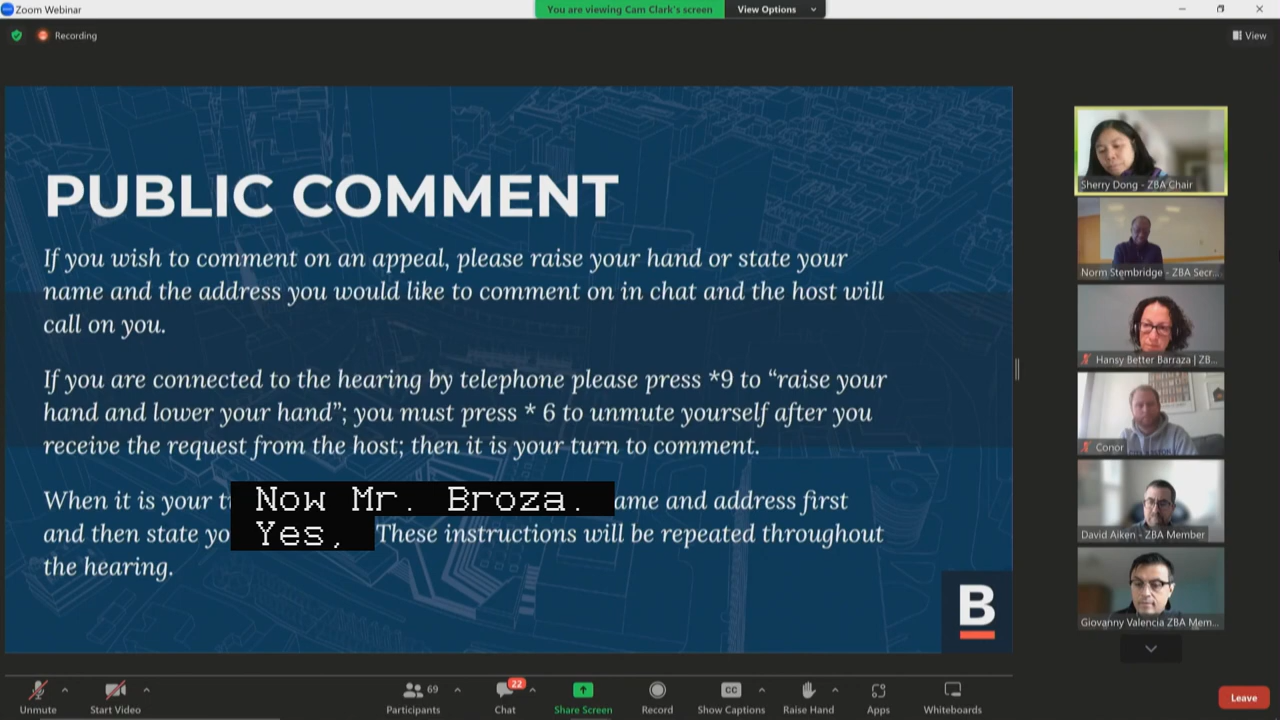 Zoom Webinar
You are viewing Cam Clark's screen
View Options
Recording
View
PUBLIC COMMENT
If you wish to comment on an appeal, please raise your hand or state your
name and the address you would like to comment on in chat and the host will
call on you.
If you are connected to the hearing by telephone please press *9 to “raise your
hand and lower your hand”; you must press * 6 to unmute yourself after you
receive the request from the host; then it is your turn to comment.
When it is your t
Now Mr. Broza.
ame and address first
and then state yo
Yes,
These instructions will be repeated throughout
the hearing.
B
Sherry Dong - ZBA Chair
Norm Stembridge - ZBA Secr...
Hansy Better Barraza | ZB...
Conor
David Aiken - ZBA Member
Giovanny Valencia ZBA Mem...
Unmute
Start Video
69
Participants
22
Chat
Share Screen
Record
CC
Show Captions
Raise Hand
Apps
Whiteboards
Leave